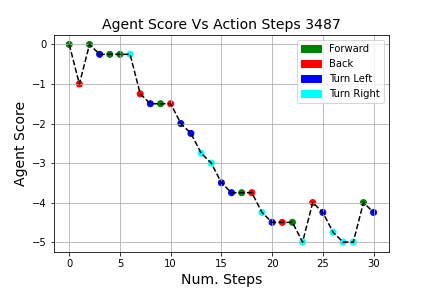 Agent Score Vs Action Steps 3487
Forward
Back
Turn Left
Turn Right
Agent Score
0
−1
−2
−3
−4
−5
0 5 10 15 20 25 30
Num. Steps